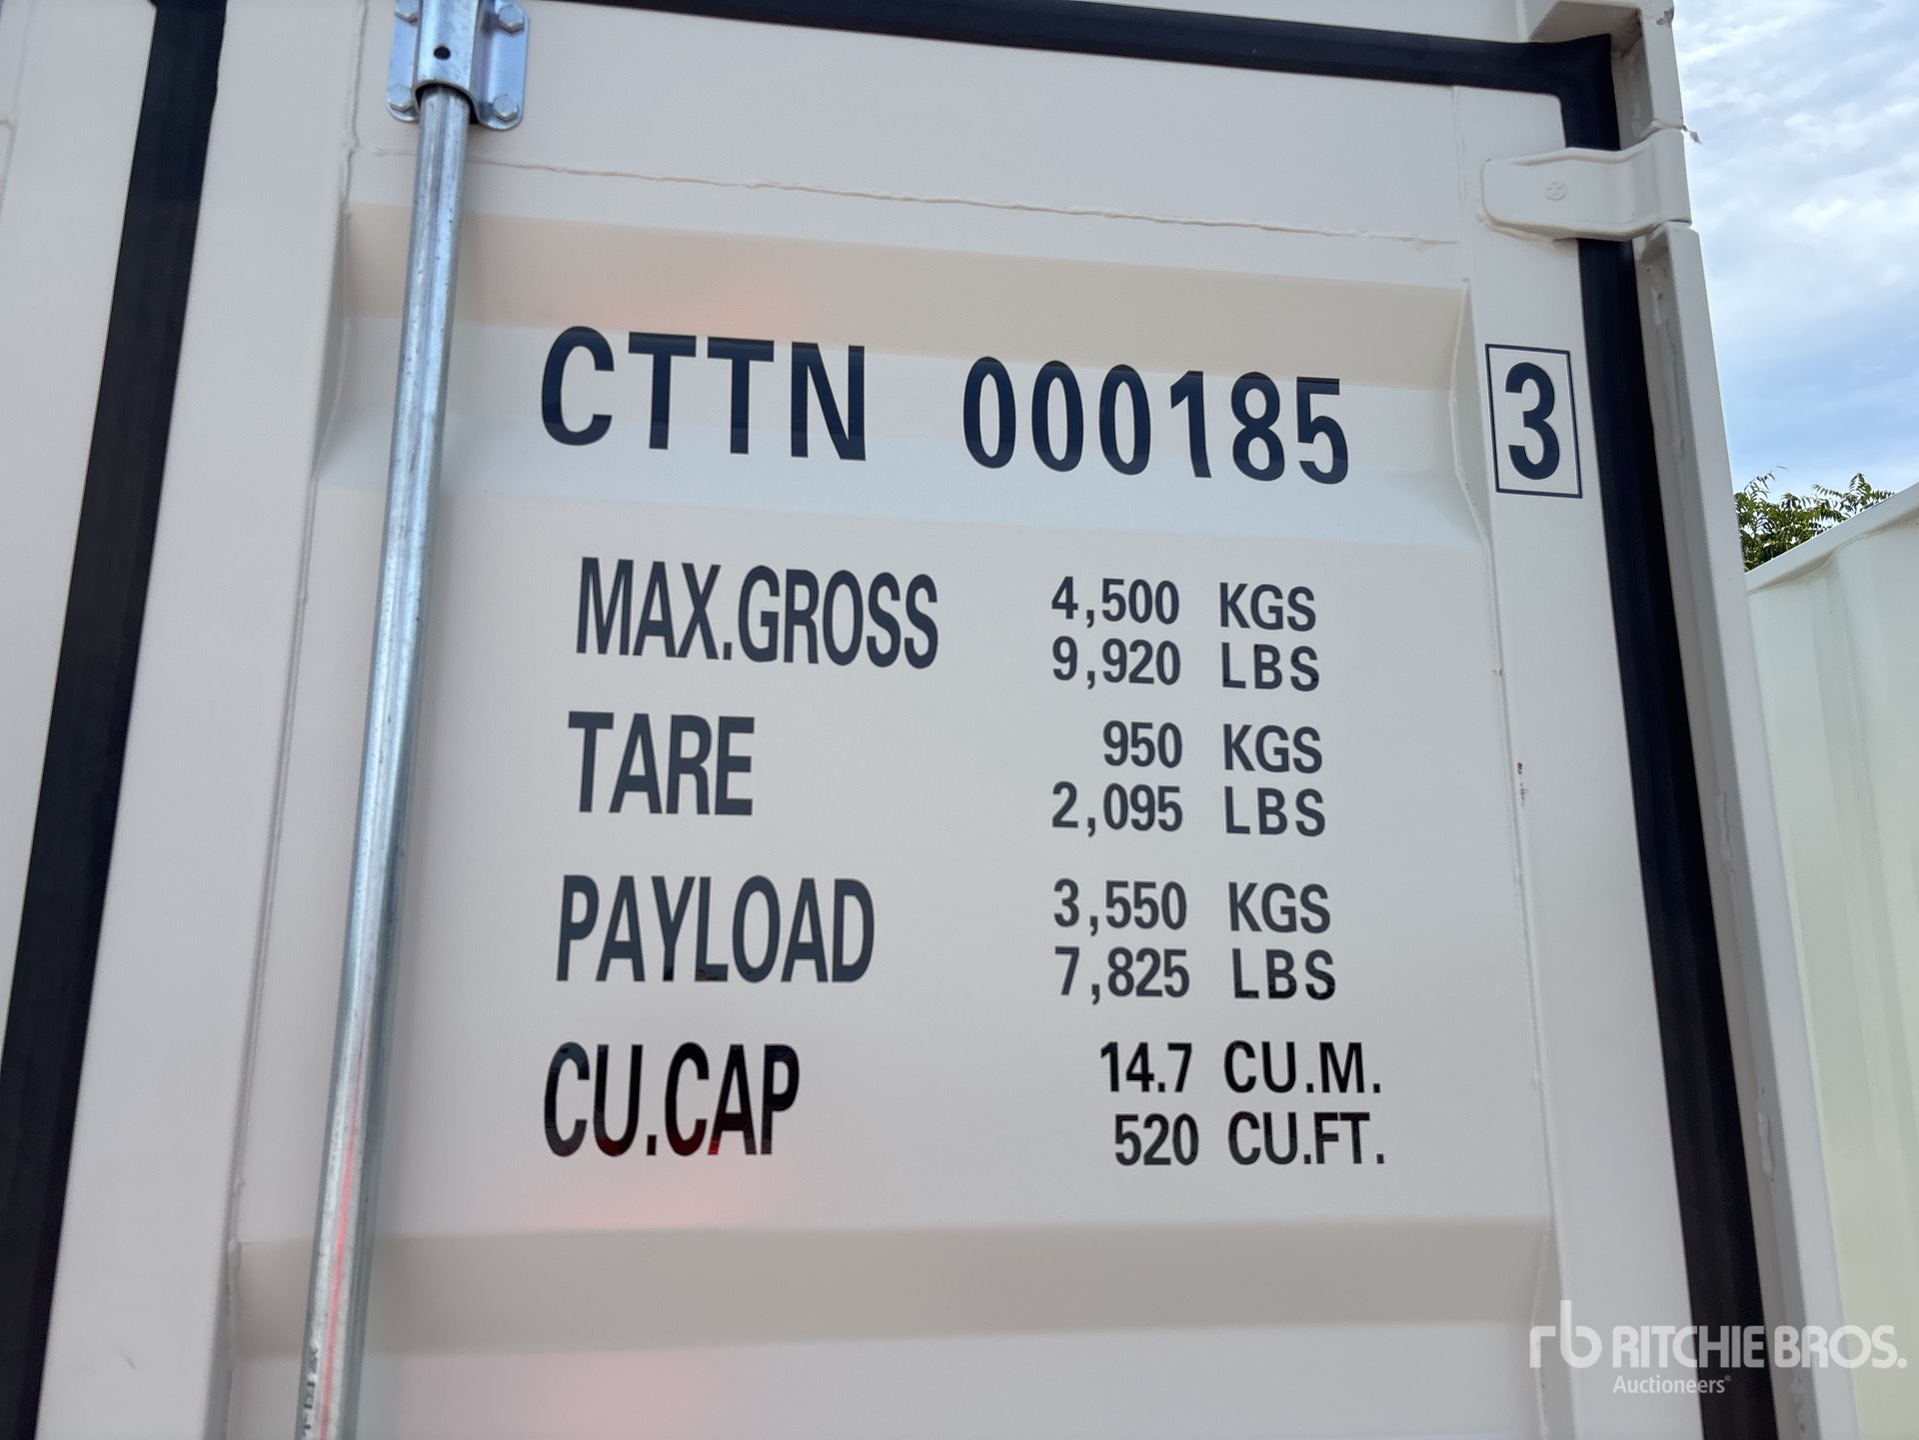 CTTN 000185 3
MAX.GROSS 4,500 KGS
9,920 LBS
TARE 950 KGS
2,095 LBS
PAYLOAD 3,550 KGS
7,825 LBS
CU.CAP 14.7 CU.M.
520 CU.FT.
rb RITCHIE BROS.
Auctioneers®